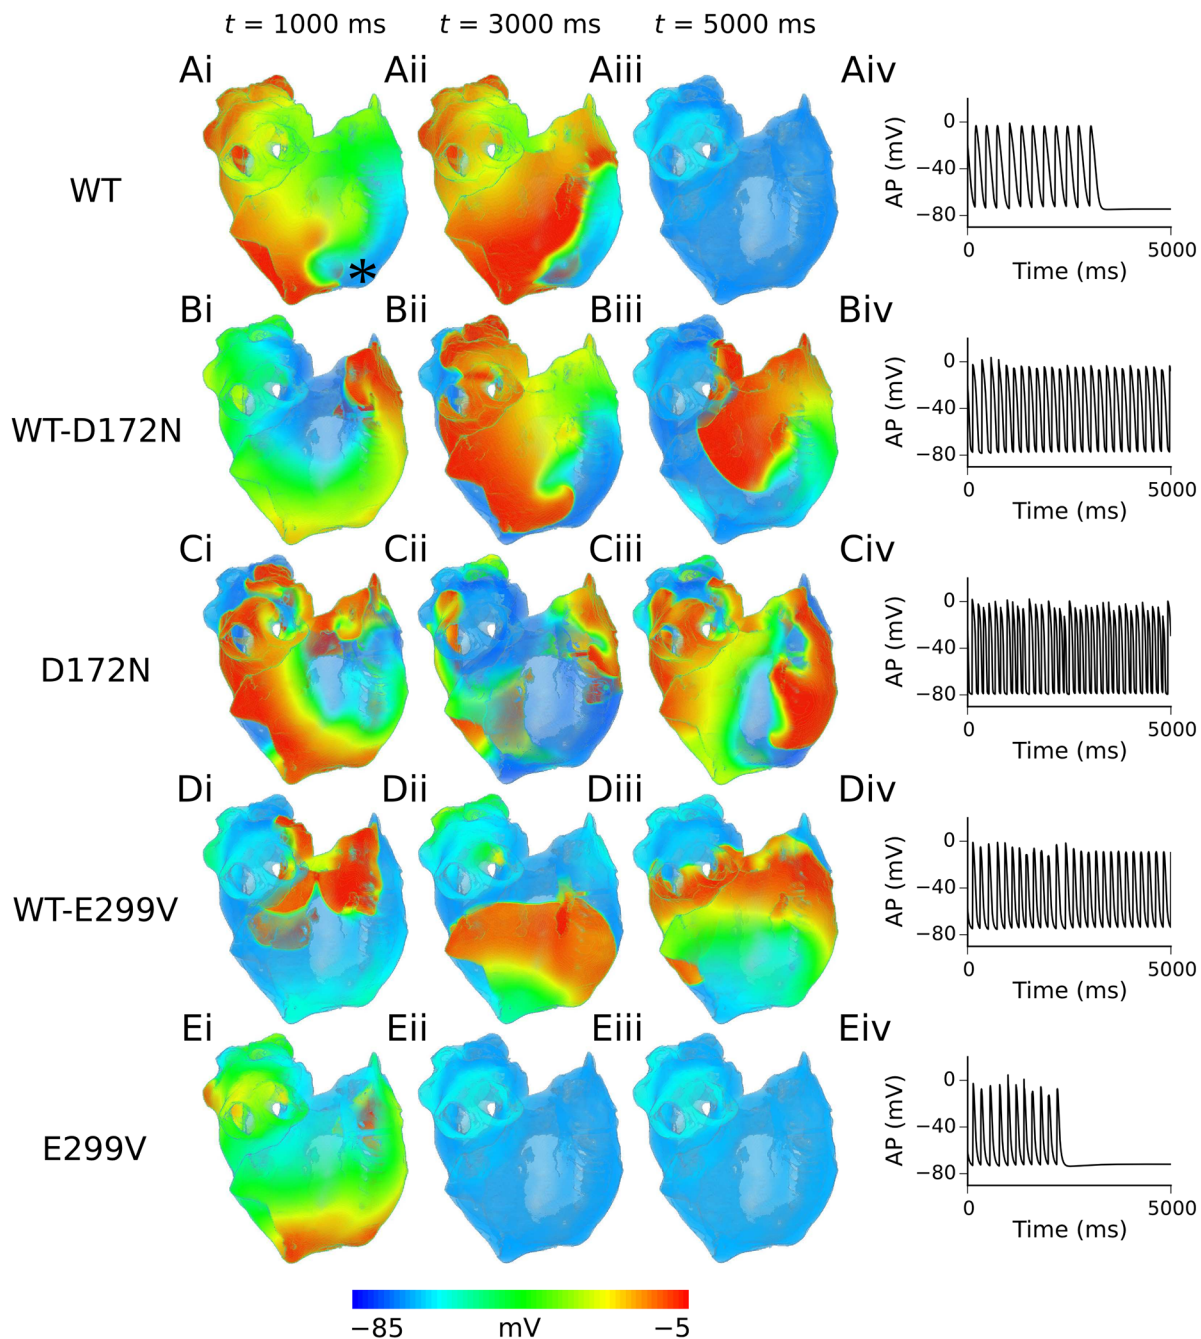 t = 1000 ms t = 3000 ms t = 5000 ms
Ai Aii Aiii Aiv
WT
*
AP (mV)
0
−40
−80
0 5000
Time (ms)
Bi Bii Biii Biv
WT-D172N
AP (mV)
0
−40
−80
0 5000
Time (ms)
Ci Cii Ciii Civ
D172N
AP (mV)
0
−40
−80
0 5000
Time (ms)
Di Dii Diii Div
WT-E299V
AP (mV)
0
−40
−80
0 5000
Time (ms)
Ei Eii Eiii Eiv
E299V
AP (mV)
0
−40
−80
0 5000
Time (ms)
−85 mV −5